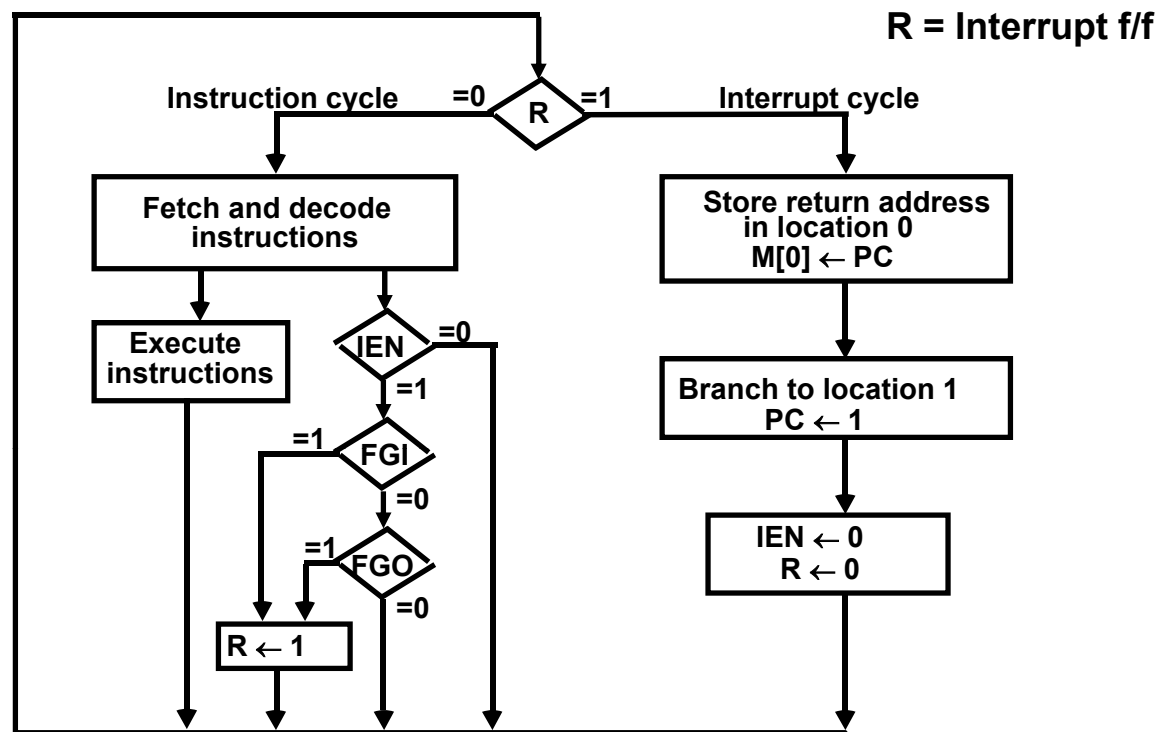 R = Interrupt f/f
Instruction cycle
=0
R
=1
Interrupt cycle
Fetch and decode
instructions
Execute
instructions
IEN
=0
=1
FGI
=1
=0
FGO
=1
=0
R ← 1
Store return address
in location 0
M[0] ← PC
Branch to location 1
PC ← 1
IEN ← 0
R ← 0